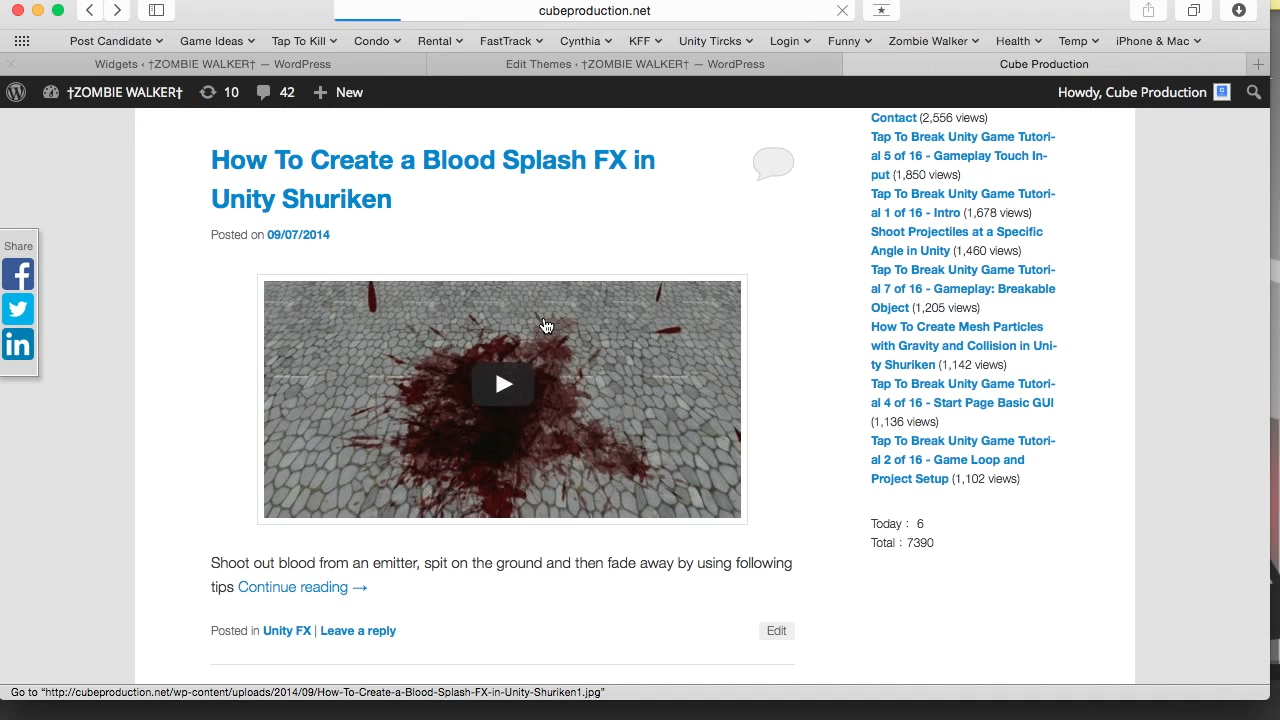 cubeproduction.net
Post Candidate Game Ideas Tap To Kill Condo Rental FastTrack Cynthia KFF Unity Tircks Login Funny Zombie Walker Health Temp iPhone & Mac
Widgets ‹ †ZOMBIE WALKER† — WordPress Edit Themes ‹ †ZOMBIE WALKER† — WordPress Cube Production
†ZOMBIE WALKER† 10 42 New Howdy, Cube Production
How To Create a Blood Splash FX in
Unity Shuriken
Posted on 09/07/2014
Shoot out blood from an emitter, spit on the ground and then fade away by using following
tips Continue reading →
Posted in Unity FX | Leave a reply
Edit
Share
Contact (2,556 views)
Tap To Break Unity Game Tutori-
al 5 of 16 - Gameplay Touch In-
put (1,850 views)
Tap To Break Unity Game Tutori-
al 1 of 16 - Intro (1,678 views)
Shoot Projectiles at a Specific
Angle in Unity (1,460 views)
Tap To Break Unity Game Tutori-
al 7 of 16 - Gameplay: Breakable
Object (1,205 views)
How To Create Mesh Particles
with Gravity and Collision in Uni-
ty Shuriken (1,142 views)
Tap To Break Unity Game Tutori-
al 4 of 16 - Start Page Basic GUI
(1,136 views)
Tap To Break Unity Game Tutori-
al 2 of 16 - Game Loop and
Project Setup (1,102 views)
Today : 6
Total : 7390
Go to "http://cubeproduction.net/wp-content/uploads/2014/09/How-To-Create-a-Blood-Splash-FX-in-Unity-Shuriken1.jpg"